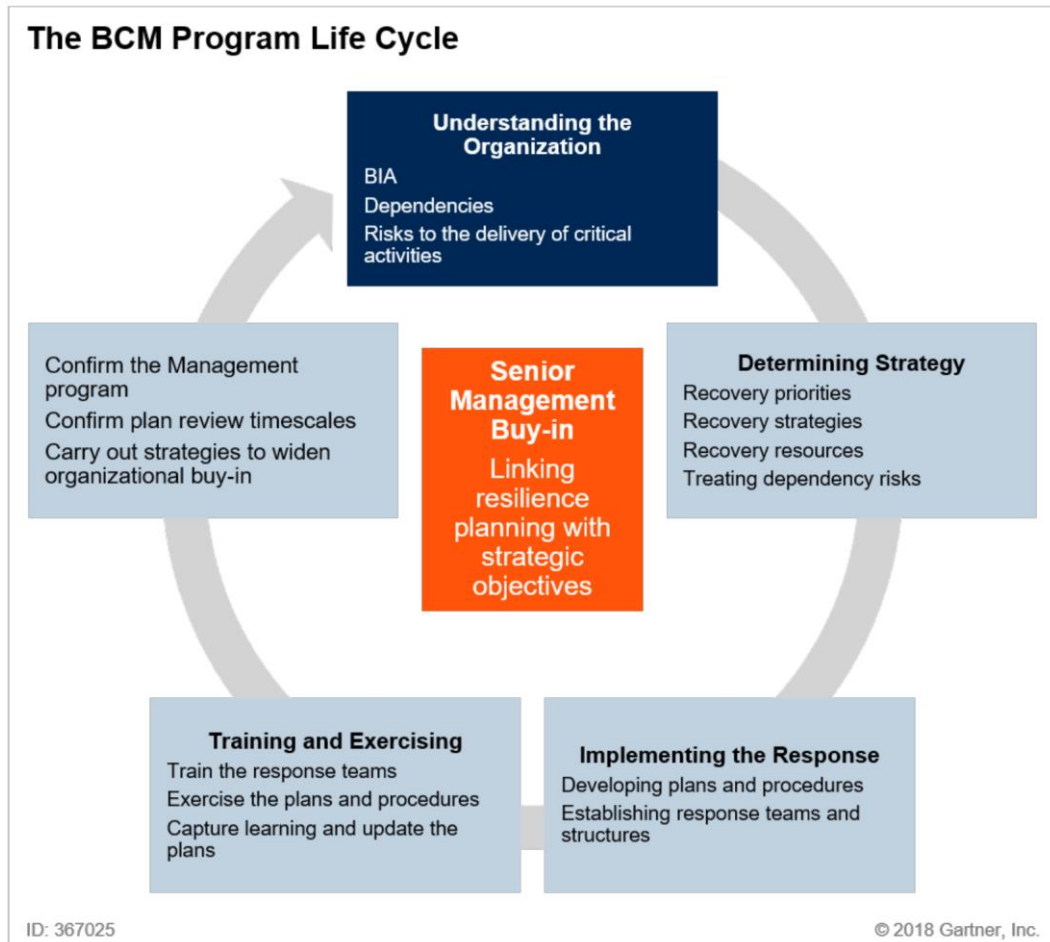 The BCM Program Life Cycle
Understanding the
Organization
BIA
Dependencies
Risks to the delivery of critical
activities
Determining Strategy
Recovery priorities
Recovery strategies
Recovery resources
Treating dependency risks
Implementing the Response
Developing plans and procedures
Establishing response teams and
structures
Training and Exercising
Train the response teams
Exercise the plans and procedures
Capture learning and update the
plans
Confirm the Management
program
Confirm plan review timescales
Carry out strategies to widen
organizational buy-in
Senior
Management
Buy-in
Linking
resilience
planning with
strategic
objectives
ID: 367025
© 2018 Gartner, Inc.